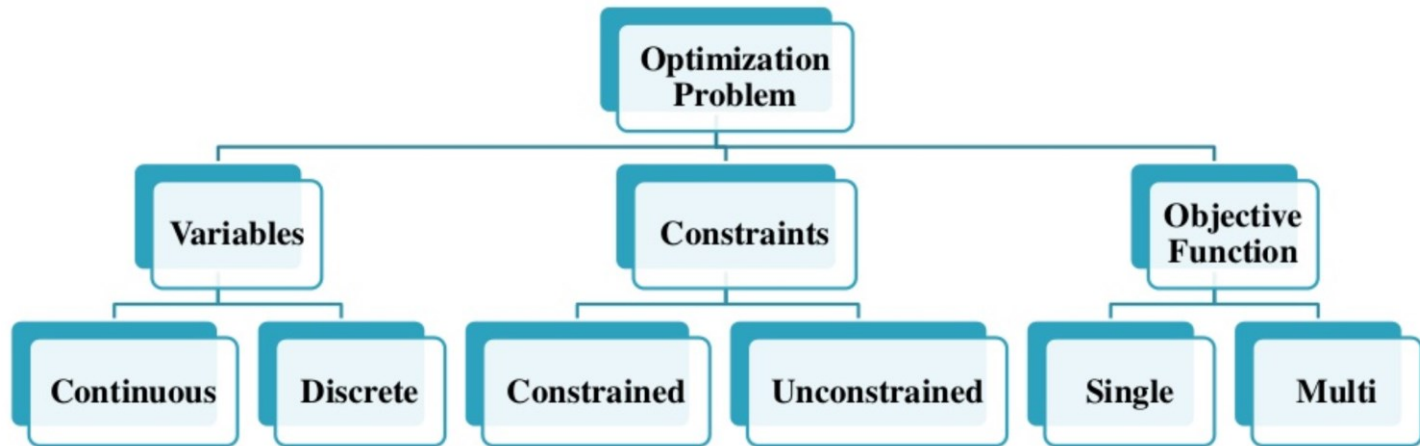 Optimization
Problem
Variables
Constraints
Objective
Function
Continuous
Discrete
Constrained
Unconstrained
Single
Multi